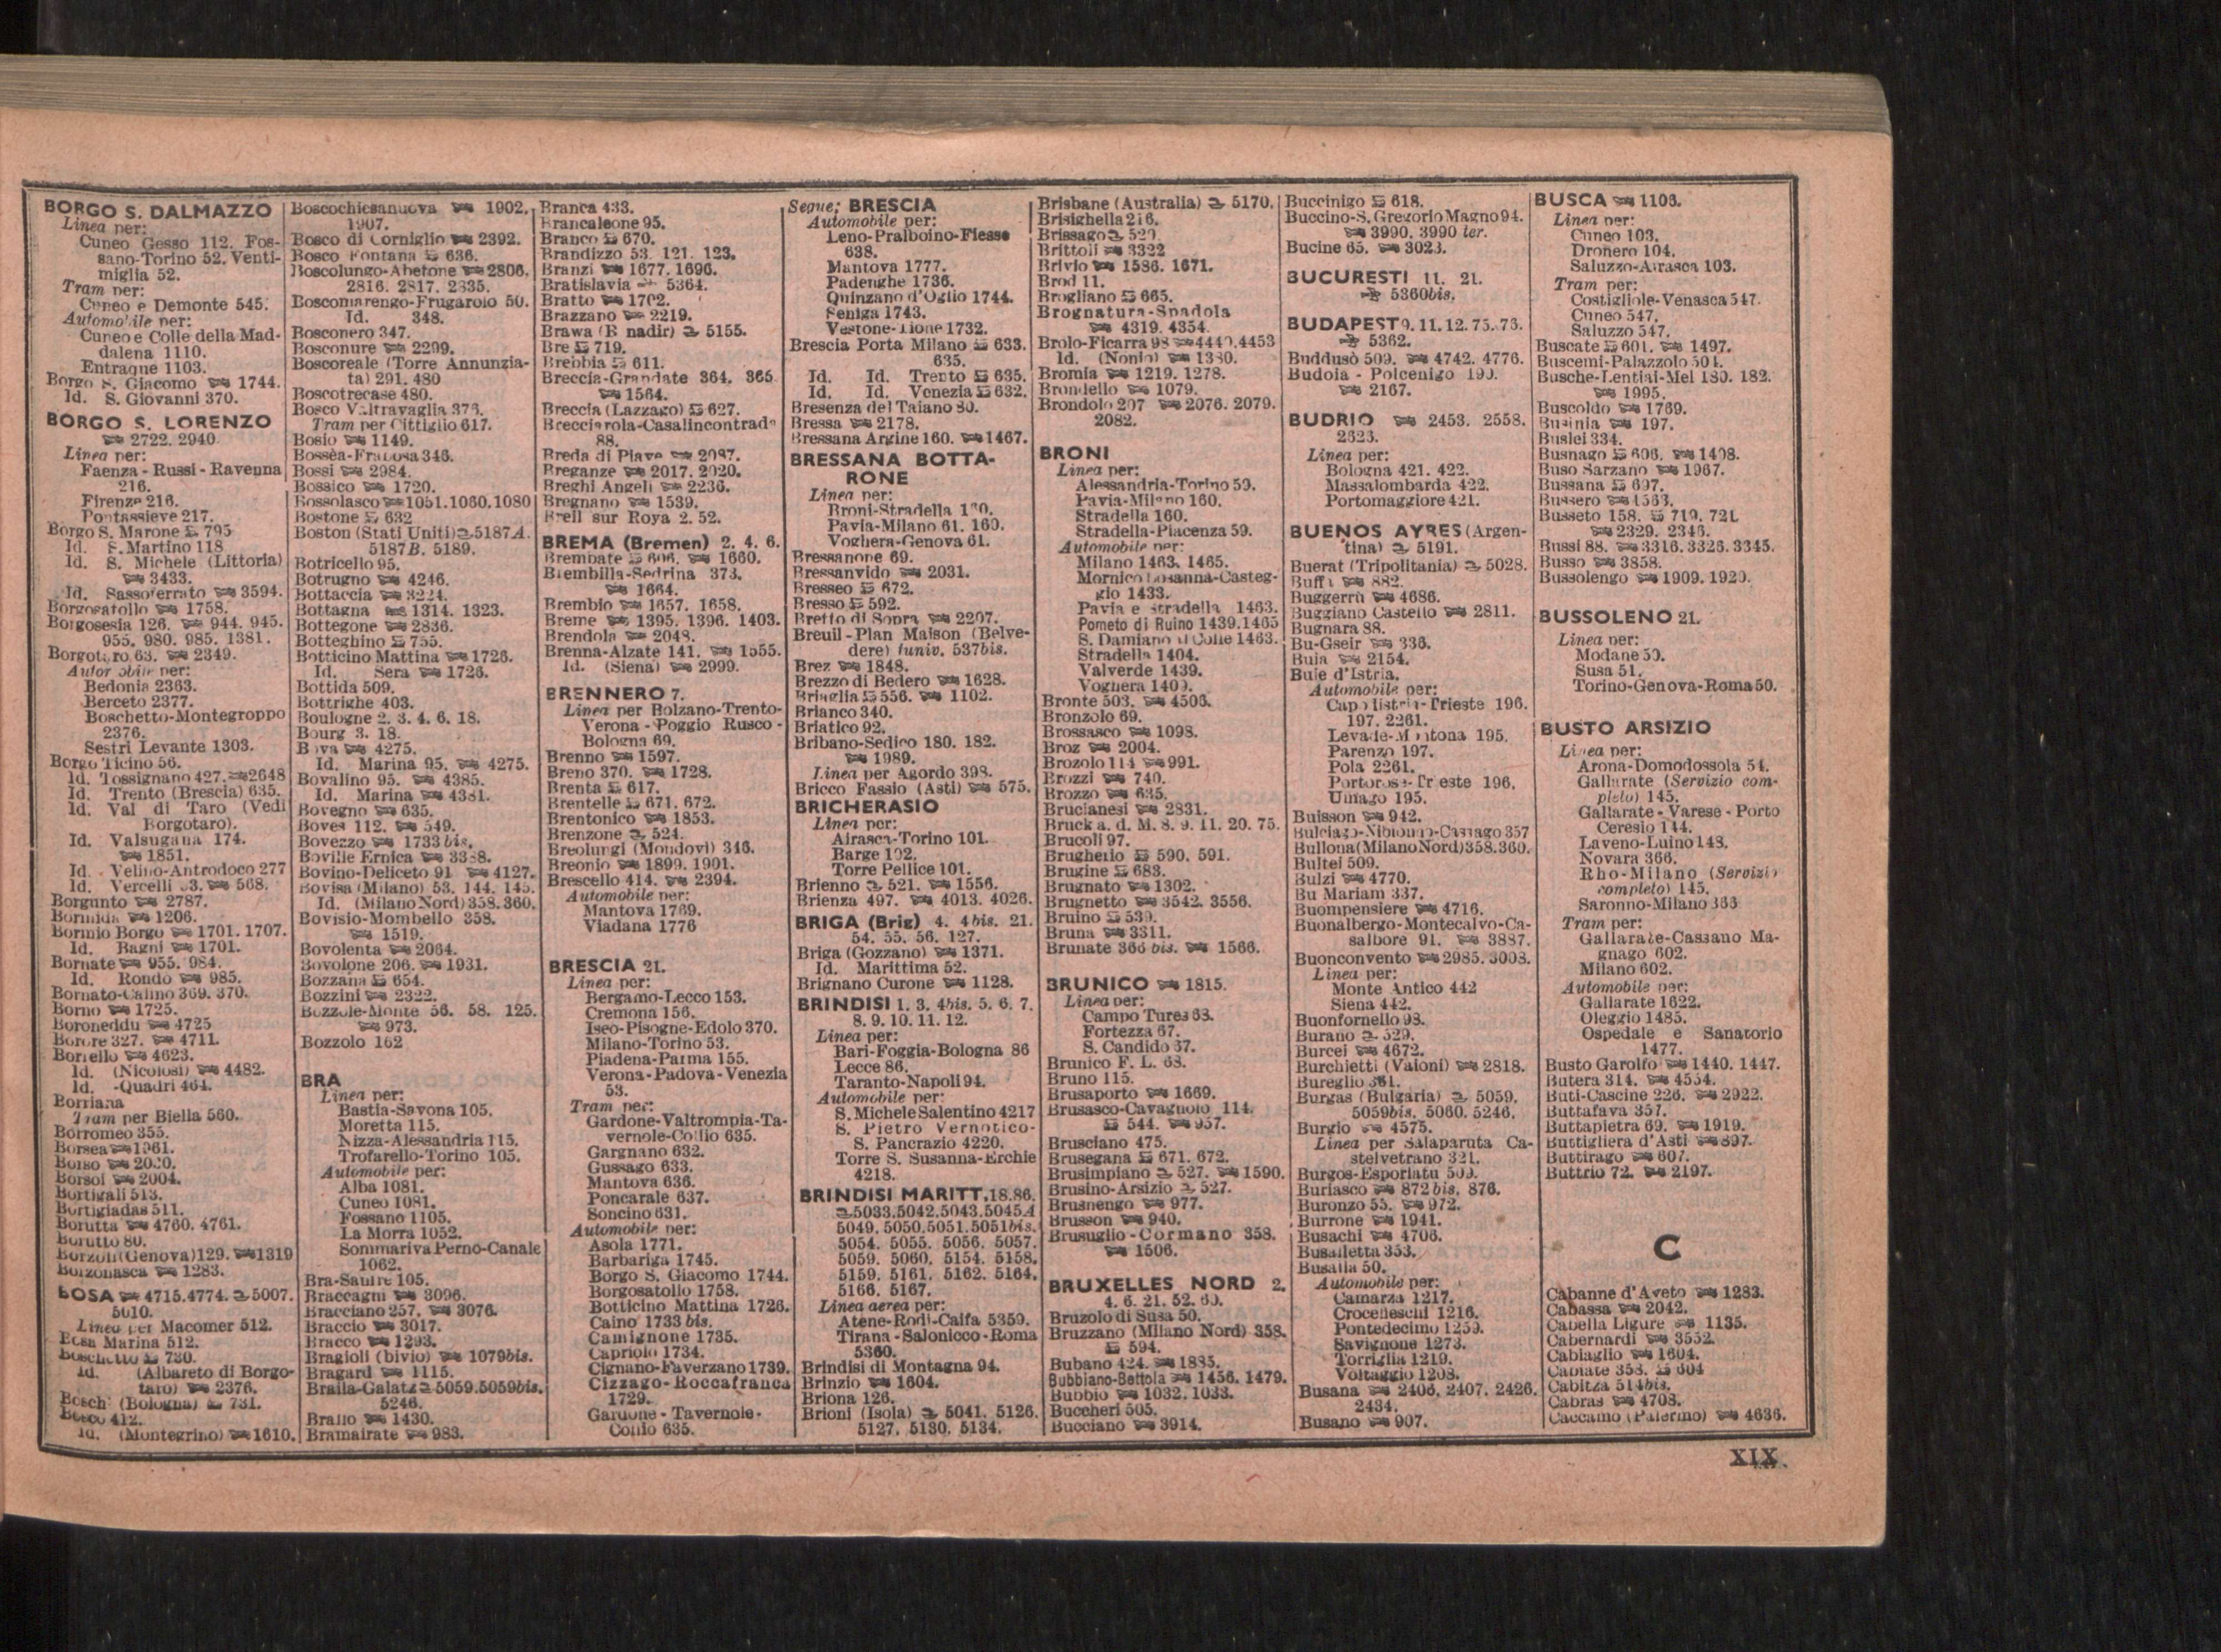 BORGO S. DALMAZZO
Linea per:
Cuneo Gesso 112. Fos-
sano-Torino 52. Venti-
miglia 52.
Tram per:
Cuneo e Demonte 545.
Automobile per:
Cuneo e Colle della Mad-
dalena 1110.
Entraque 1103.
Borgo S. Giacomo 1744.
Id. S. Giovanni 370.
BORGO S. LORENZO
2722. 2940
Linea per:
Faenza - Russi - Ravenna
216.
Firenze 216.
Pontassieve 217.
Borgo S. Marone 795
Id. S. Martino 118
Id. S. Michele (Littoria)
3433.
Id. Sassoferrato 3594.
Borgosatollo 1758.
Borgosesia 126. 944. 945.
955. 980. 985. 1381.
Borgotaro 63. 2349.
Automobile per:
Bedonia 2363.
Berceto 2377.
Boschetto-Montegroppo
2376.
Sestri Levante 1303.
Borgo Ticino 56.
Id. Tossignano 427. 2648
Id. Trento (Brescia) 635.
Id. Val di Taro (Vedi
Borgotaro).
Id. Valsugana 174.
1851.
Id. Velino-Antrodoco 277
Id. Vercelli 568.
Borgunto 2787.
Bormida 1206.
Bormio Borgo 1701. 1707.
Id. Bagni 1701.
Bornate 955. 984.
Id. Rondò 985.
Bornato-Calino 369. 370.
Borno 1725.
Boroneddu 4725
Borore 327. 4711.
Borrello 4623.
Id. (Nicolosi) 4482.
Id. -Quadri 464.
Borriana
Tram per Biella 560.
Borromeo 355.
Borsea 1961.
Borso
Borsoi 2004.
Bortigali 513.
Bortigiadas 511.
Borutta 4760. 4761.
Borutto 80.
Borzoli (Genova) 129. 1319
Borzonasca 1283.
BOSA 4715. 4774. 5007.
5010.
Linea per Macomer 512.
Bosa Marina 512.
Boschetto 730.
Id. (Albareto di Borgo-
taro) 2376.
Boschi (Bologna) 731.
Bosco 412.
Id. (Montegrino) 1610.
Boscochiesanuova 1902.
1907.
Bosco di Corniglio 2392.
Bosco Fontana 636.
Boscolungo-Abetone 2806.
2816. 2817. 2835.
Boscomarengo-Frugarolo 50.
Id. 348.
Bosconero 347.
Bosconure 2299.
Boscoreale (Torre Annunzia-
ta) 291. 480
Boscotrecase 480.
Bosco Valtravaglia 373.
Tram per Cittiglio 617.
Bosio 1149.
Bossèa-Frabosa 346.
Bossi 2984.
Bossico 1720.
Bossolasco 1051. 1060. 1080
Bostone 632
Boston (Stati Uniti) 5187A.
5187B. 5189.
Botricello 95.
Botrugno 4246.
Bottaccia 3224.
Bottagna 1314. 1323.
Bottegone 2836.
Botteghino 755.
Botticino Mattina 1726.
Id. Sera 1726.
Bottida 509.
Bottrighe 403.
Boulogne 2. 3. 4. 6. 18.
Bourg 3. 18.
Bova 4275.
Id. Marina 95. 4275.
Bovalino 95. 4385.
Id. Marina 4381.
Bovegno 635.
Boves 112. 549.
Bovezzo 1733bis.
Boville Ernica 3388.
Bovino-Deliceto 91 4127.
Bovisa (Milano) 53. 144. 145.
Id. (Milano Nord) 358. 360.
Bovisio-Mombello 358.
1519.
Bovolenta 2064.
Bovolone 206. 1931.
Bozzana 654.
Bozzini 2322.
Bozzole-Monte 56. 58. 125.
973.
Bozzolo 162
BRA
Linea per:
Bastia-Savona 105.
Moretta 115.
Nizza-Alessandria 115.
Trofarello-Torino 105.
Automobile per:
Alba 1081.
Cuneo 1081.
Fossano 1105.
La Morra 1052.
Sommariva Perno-Canale
1062.
Bra-Sanfrè 105.
Braccagni 3096.
Bracciano 257. 3076.
Braccio 3017.
Bracco 1293.
Bragioli (bivio) 1079bis.
Bragard 1115.
Braila-Galatz 5059. 5059bis.
5246.
Brallo 1430.
Bramairate 983.
Branca 433.
Brancaleone 95.
Branco 670.
Brandizzo 53. 121. 123.
Branzi 1677. 1696.
Bratislavia 5364.
Bratto 1702.
Brazzano 2219.
Brawa (B nadir) 5155.
Bre 719.
Brebbia 611.
Breccia-Grandate 364. 365
1564.
Breccia (Lazzago) 627.
Brecciarola-Casalincontrada
88.
Breda di Piave 2097.
Breganze 2017. 2020.
Breghi Angeli 2236.
Bregnano 1539.
Breil sur Roya 2. 52.
BREMA (Bremen) 2. 4. 6.
Brembate 606. 1660.
Brembilla-Sedrina 373.
1664.
Brembio 1657. 1658.
Breme 1395. 1396. 1403.
Brendola 2048.
Brenna-Alzate 141. 1555.
Id. (Siena) 2999.
BRENNERO 7.
Linea per Bolzano-Trento-
Verona - Poggio Rusco -
Bologna 69.
Brenno 1597.
Breno 370. 1728.
Brenta 617.
Brentelle 671. 672.
Brentonico 1853.
Brenzone 524.
Breolungi (Mondovì) 346.
Breonio 1899. 1901.
Brescello 414. 2394.
Automobile per:
Mantova 1769.
Viadana 1776
BRESCIA 21.
Linea per:
Bergamo-Lecco 153.
Cremona 156.
Iseo-Pisogne-Edolo 370.
Milano-Torino 53.
Piadena-Parma 155.
Verona-Padova-Venezia
53.
Tram per:
Gardone-Valtrompia-Ta-
vernole-Collio 635.
Gargnano 632.
Gussago 633.
Mantova 636.
Poncarale 637.
Soncino 631.
Automobile per:
Asola 1771.
Barbariga 1745.
Borgo S. Giacomo 1744.
Borgosatollo 1758.
Botticino Mattina 1726.
Caino 1733bis.
Camignone 1735.
Capriolo 1734.
Cignano-Faverzano 1739.
Cizzago-Roccafranca
1729.
Gardone - Tavernole-
Collio 635.
Segue: BRESCIA
Automobile per:
Leno-Pralboino-Fiesse
638.
Mantova 1777.
Padenghe 1736.
Quinzano d'Oglio 1744.
Seniga 1743.
Vestone-Idone 1732.
Brescia Porta Milano 633.
635.
Id. Id. Trento 635.
Id. Id. Venezia 632.
Bresenza del Taiano 80.
Bressa 2178.
Bressana Argine 160. 1467.
BRESSANA BOTTA-
RONE
Linea per:
Broni-Stradella
Pavia-Milano 61. 160.
Voghera-Genova 61.
Bressanone 69.
Bressanvido 2031.
Bresseo 672.
Bresso 592.
Bretto di Sopra 2207.
Breuil - Plan Maison (Belve-
dere) funiv. 537bis.
Brez 1848.
Brezzo di Bedero 1628.
Briaglia 556. 1102.
Brianco 340.
Briatico 92.
Bribano-Sedico 180. 182.
1989.
Linea per Agordo 398.
Bricco Fassio (Asti) 575.
BRICHERASIO
Linea per:
Airasca-Torino 101.
Barge 102.
Torre Pellice 101.
Brienno 521. 1556.
Brienza 497. 4013. 4026.
BRIGA (Brig) 4. 4bis. 21.
54. 55. 56. 127.
Briga (Gozzano) 1371.
Id. Marittima 52.
Brignano Curone 1128.
BRINDISI 1. 3. 4bis. 5. 6. 7.
8. 9. 10. 11. 12.
Linea per:
Bari-Foggia-Bologna 86
Lecce 86.
Taranto-Napoli 94.
Automobile per:
S. Michele Salentino 4217
S. Pietro Vernotico-
S. Pancrazio 4220.
Torre S. Susanna-Erchie
4218.
BRINDISI MARITT. 18. 86.
5033. 5042. 5043. 5045A
5049. 5050. 5051. 5051bis.
5054. 5055. 5056. 5057.
5059. 5060. 5154. 5158.
5159. 5161. 5162. 5164.
5166. 5167.
Linea aerea per:
Atene-Rodi-Caifa 5359.
Tirana - Salonicco - Roma
5360.
Brindisi di Montagna 94.
Brinzio 1604.
Briona 126.
Brioni (Isola) 5041. 5126.
5127. 5130. 5134.
Brisbane (Australia) 5170.
Brisighella 216.
Brissago 529.
Brittoli 3322
Brivio 1586. 1671.
Brod 11.
Brogliano 665.
Brognatura-Spadola
4319. 4354.
Brolo-Ficarra 98 4449. 4453
Id. (Nonio) 1380.
Bromia 1219. 1278.
Brondello 1079.
Brondolo 207 2076. 2079.
2082.
BRONI
Linea per:
Alessandria-Torino 59.
Pavia-Milano 160.
Stradella 160.
Stradella-Piacenza 59.
Automobile per:
Milano 1463. 1465.
Mornico Losanna-Casteg-
gio 1433.
Pavia e Stradella 1463.
Pometo di Ruino 1439. 1465
S. Damiano al Colle 1463.
Stradella 1404.
Valverde 1439.
Voghera 1409.
Bronte 503. 4506.
Bronzolo 69.
Brossasco 1098.
Broz 2004.
Brozolo 114 991.
Brozzi 740.
Brozzo 635.
Brucianesi 2831.
Bruck a. d. M. 8. 9. 11. 20. 75.
Brucoli 97.
Brugherio 590. 591.
Brugine 683.
Brugnato 1302.
Brugnetto 3542. 3556.
Bruino 539.
Bruna 3311.
Brunate 366bis. 1566.
BRUNICO 1815.
Linea per:
Campo Tures 68.
Fortezza 67.
S. Candido 67.
Brunico F. L. 68.
Bruno 115.
Brusaporto 1669.
Brusasco-Cavagnolo 114.
544. 957.
Brusciano 475.
Brusegana 671. 672.
Brusimpiano 527. 1590.
Brusino-Arsizio 527.
Brusnengo 977.
Brusson 940.
Brusuglio - Cormano 358.
1506.
BRUXELLES NORD 2.
4. 6. 21. 52. 60.
Bruzolo di Susa 50.
Bruzzano (Milano Nord) 358.
594.
Bubano 424. 1885.
Bubbiano-Bettola 1456. 1479.
Bubbio 1032. 1033.
Buccheri 505.
Bucciano 3914.
Buccinigo 618.
Buccino-S. Gregorio Magno 94.
3990. 3990 ter.
Bucine 65. 3023.
BUCURESTI 11. 21.
5360bis.
BUDAPEST 9. 11. 12. 75. 76.
5362.
Buddusò 509. 4742. 4776.
Budoia - Polcenigo 190.
2167.
BUDRIO 2453. 2558.
2623.
Linea per:
Bologna 421. 422.
Massalombarda 422.
Portomaggiore 421.
BUENOS AYRES (Argen-
tina) 5191.
Buerat (Tripolitania) 5028.
Buffa 882.
Buggerru 4686.
Buggiano Castello 2811.
Bugnara 88.
Bu-Gseir 336.
Buia 2154.
Buie d'Istria.
Automobile per:
Capodistria-Trieste 196.
197. 2261.
Levade-Montona 195.
Parenzo 197.
Pola 2261.
Portorose-Trieste 196.
Umago 195.
Buisson 942.
Bulciago-Nibionno-Cassago 357
Bullona (Milano Nord) 358. 360.
Bultei 509.
Bulzi 4770.
Bu Mariam 337.
Buompensiere 4716.
Buonalbergo-Montecalvo-Ca-
salbore 91. 3887.
Buonconvento 2985. 3003.
Linea per:
Monte Antico 442
Siena 442.
Buonfornello 98.
Burano 529.
Burcei 4672.
Burchietti (Vaioni) 2818.
Bureglio 361.
Burgas (Bulgaria) 5059.
5059bis. 5060. 5246.
Burgio 4575.
Linea per Salaparuta Ca-
stelvetrano 321.
Burgos-Esporlatu 509.
Buriasco 872bis. 876.
Buronzo 55. 972.
Burrone 1941.
Busachi 4706.
Busalletta 353.
Busalla 50.
Automobile per:
Camarza 1217.
Crocefieschi 1216.
Pontedecimo 1259.
Savignone 1273.
Torriglia 1219.
Voltaggio 1208.
Busana 2406. 2407. 2426.
2434.
Busano 907.
BUSCA 1103.
Linea per:
Cuneo 103.
Dronero 104.
Saluzzo-Airasca 103.
Tram per:
Costigliole-Venasca 547.
Cuneo 547.
Saluzzo 547.
Buscate 601. 1497.
Buscemi-Palazzolo 504.
Busche-Lentiai-Mel 180. 182.
1995.
Buscoldo 1769.
Businia 197.
Buslei 334.
Busnago 606. 1498.
Buso Sarzano 1967.
Bussana 697.
Bussero 1563.
Busseto 158. 719. 721.
2329. 2346.
Bussi 88. 3316. 3326. 3345.
Busso 3858.
Bussolengo 1909. 1920.
BUSSOLENO 21.
Linea per:
Modane 50.
Susa 51.
Torino-Genova-Roma 50.
BUSTO ARSIZIO
Linea per:
Arona-Domodossola 54.
Gallarate (Servizio com-
pleto) 145.
Gallarate - Varese - Porto
Ceresio 144.
Laveno-Luino 143.
Novara 366.
Rho-Milano (Servizio
completo) 145.
Saronno-Milano 366
Tram per:
Gallarate-Cassano Ma-
gnago 602.
Milano 602.
Automobile per:
Gallarate 1622.
Oleggio 1485.
Ospedale e Sanatorio
1477.
Busto Garolfo 1440. 1447.
Butera 314. 4554.
Buti-Cascine 226. 2922.
Buttafava 357.
Buttapietra 69. 1919.
Buttigliera d'Asti 897.
Buttirago 607.
Buttrio 72. 2197.
C
Cabanne d'Aveto 1283.
Cabassa 2042.
Cabella Ligure 1135.
Cabernardi 3552.
Cabiaglio 1604.
Cabiate 358. 604
Cabitza 514bis.
Cabras 4708.
Caccamo (Palermo) 4636.
XIX